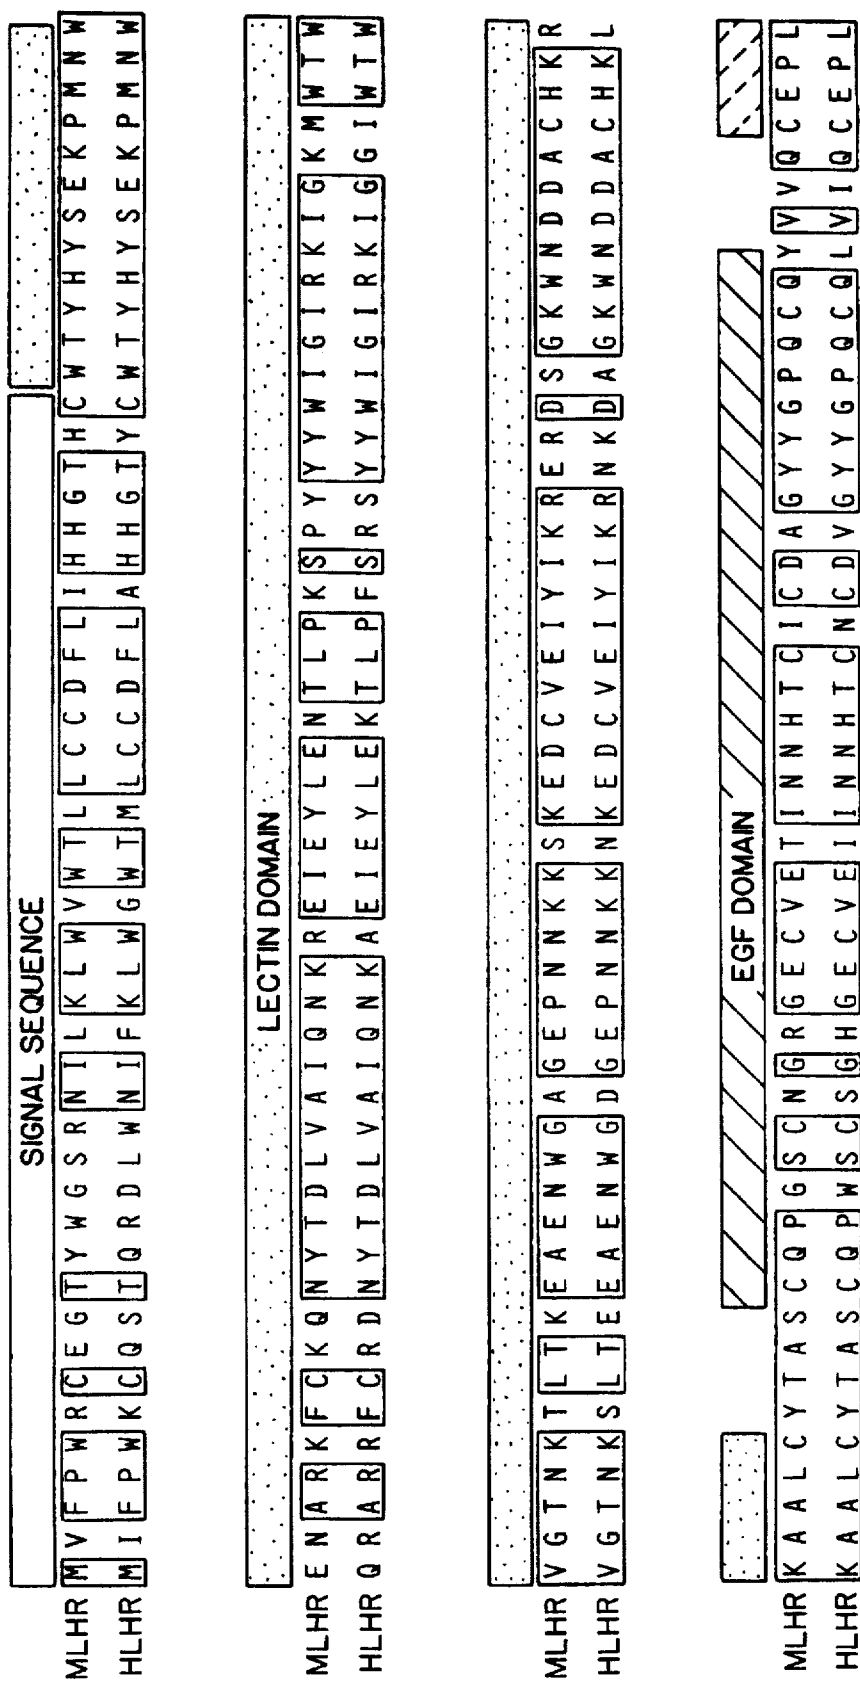 SIGNAL SEQUENCE
MLHR M V F P W R C E G T Y W G S R N I L K L W V W T L L C C D F L I H H G T H C W T Y H Y S E K P M N W
HLHR M I F P W K C Q S T Q R D L W N I F K L W G W T M L C C D F L A H H G T Y C W T Y H Y S E K P M N W
LECTIN DOMAIN
MLHR E N A R K F C K Q N Y T D L V A I Q N K R E I E Y L E N T L P K S P Y Y Y W I G I R K I G K M W T W
HLHR Q R A R R F C R D N Y T D L V A I Q N K A E I E Y L E K T L P F S R S Y Y W I G I R K I G G I W T W
MLHR V G T N K T L T K E A E N W G A G E P N N K K S K E D C V E I Y I K R E R D S G K W N D D A C H K R
HLHR V G T N K S L T E E A E N W G D G E P N N K K N K E D C V E I Y I K R N K D A G K W N D D A C H K L
EGF DOMAIN
MLHR K A A L C Y T A S C Q P G S C N G R G E C V E T I N N H T C I C D A G Y Y G P Q C Q Y V V Q C E P L
HLHR K A A L C Y T A S C Q P W S C S G H G E C V E I I N N H T C N C D V G Y Y G P Q C Q L V I Q C E P L